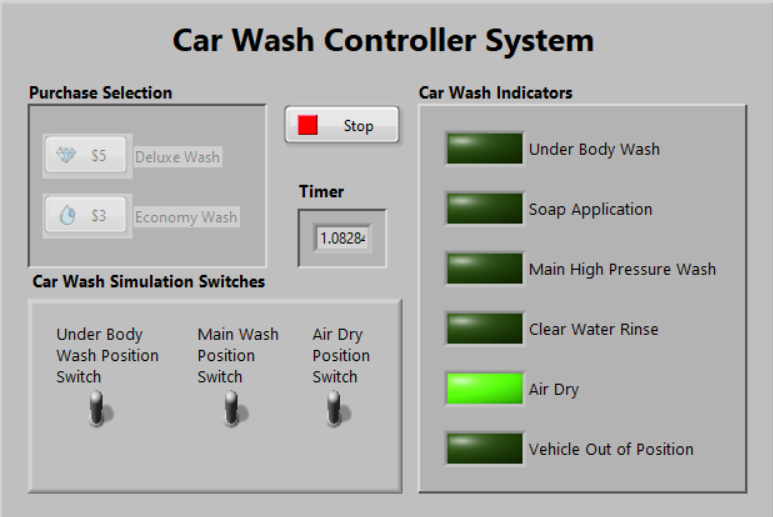 Car Wash Controller System
Purchase Selection
$5 Deluxe Wash
$3 Economy Wash
Stop
Timer
1.08284
Car Wash Simulation Switches
Under Body
Wash Position
Switch
Main Wash
Position
Switch
Air Dry
Position
Switch
Car Wash Indicators
Under Body Wash
Soap Application
Main High Pressure Wash
Clear Water Rinse
Air Dry
Vehicle Out of Position